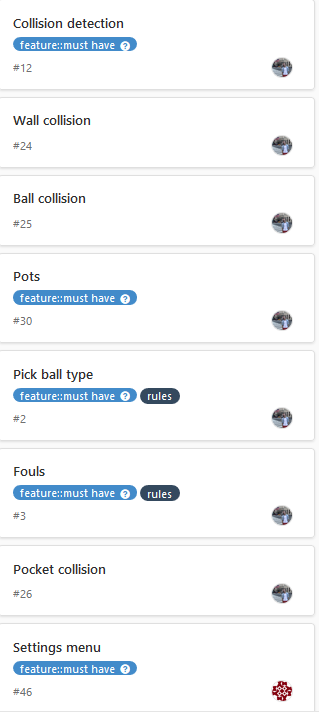 Collision detection
feature::must have ?
#12
Wall collision
#24
Ball collision
#25
Pots
feature::must have ?
#30
Pick ball type
feature::must have ? rules
#2
Fouls
feature::must have ? rules
#3
Pocket collision
#26
Settings menu
feature::must have ?
#46